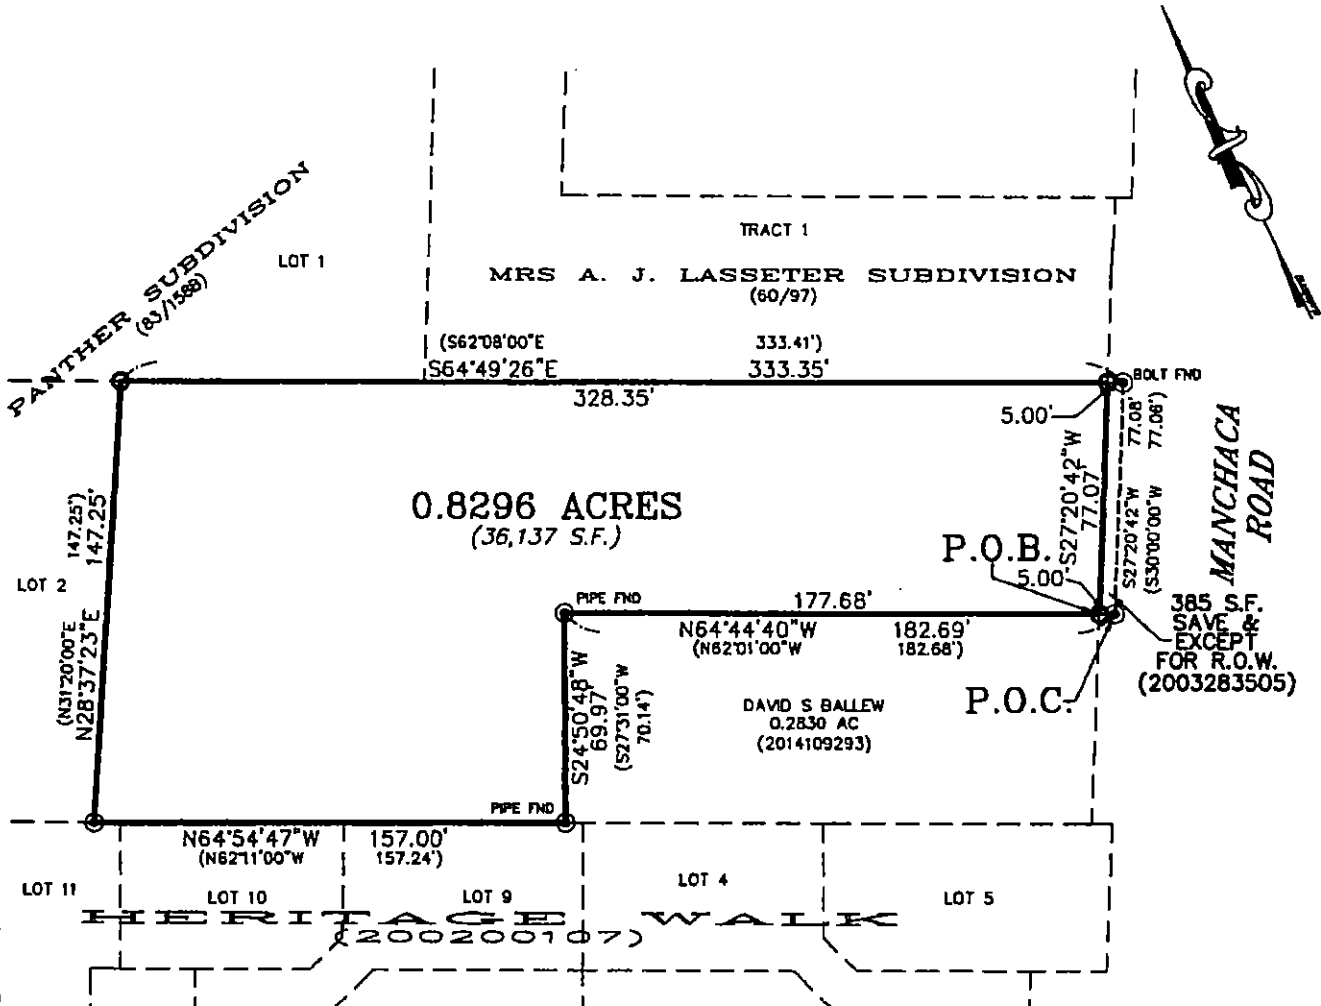 PANTHER SUBDIVISION
(83/1588)
LOT 1
TRACT 1
MRS A. J. LASSETER SUBDIVISION
(60/97)
(S62°08'00"E 333.41')
S64°49'26"E 333.35'
328.35'
BOLT FND
5.00'
77.08'
77.06')
S27°20'42"W
77.07'
S27°20'42"W
(S30°00'00"W
MANCHACA
ROAD
0.8296 ACRES
(36,137 S.F.)
147.25')
147.25'
(N31°20'00"E
N28°37'23"E
LOT 2
P.O.B.
5.00'
PIPE FND
177.68'
N64°44'40"W 182.69'
(N62°01'00"W 182.68')
385 S.F.
SAVE &
EXCEPT
FOR R.O.W.
(2003283505)
P.O.C.
S24°50'48"W
69.97'
(S27°31'00"W
70.14')
DAVID S BALLEW
0.2830 AC
(2014109293)
PIPE FND
N64°54'47"W 157.00'
(N62°11'00"W 157.24')
LOT 11
LOT 10
LOT 9
LOT 4
LOT 5
HERITAGE WALK
(200200107)